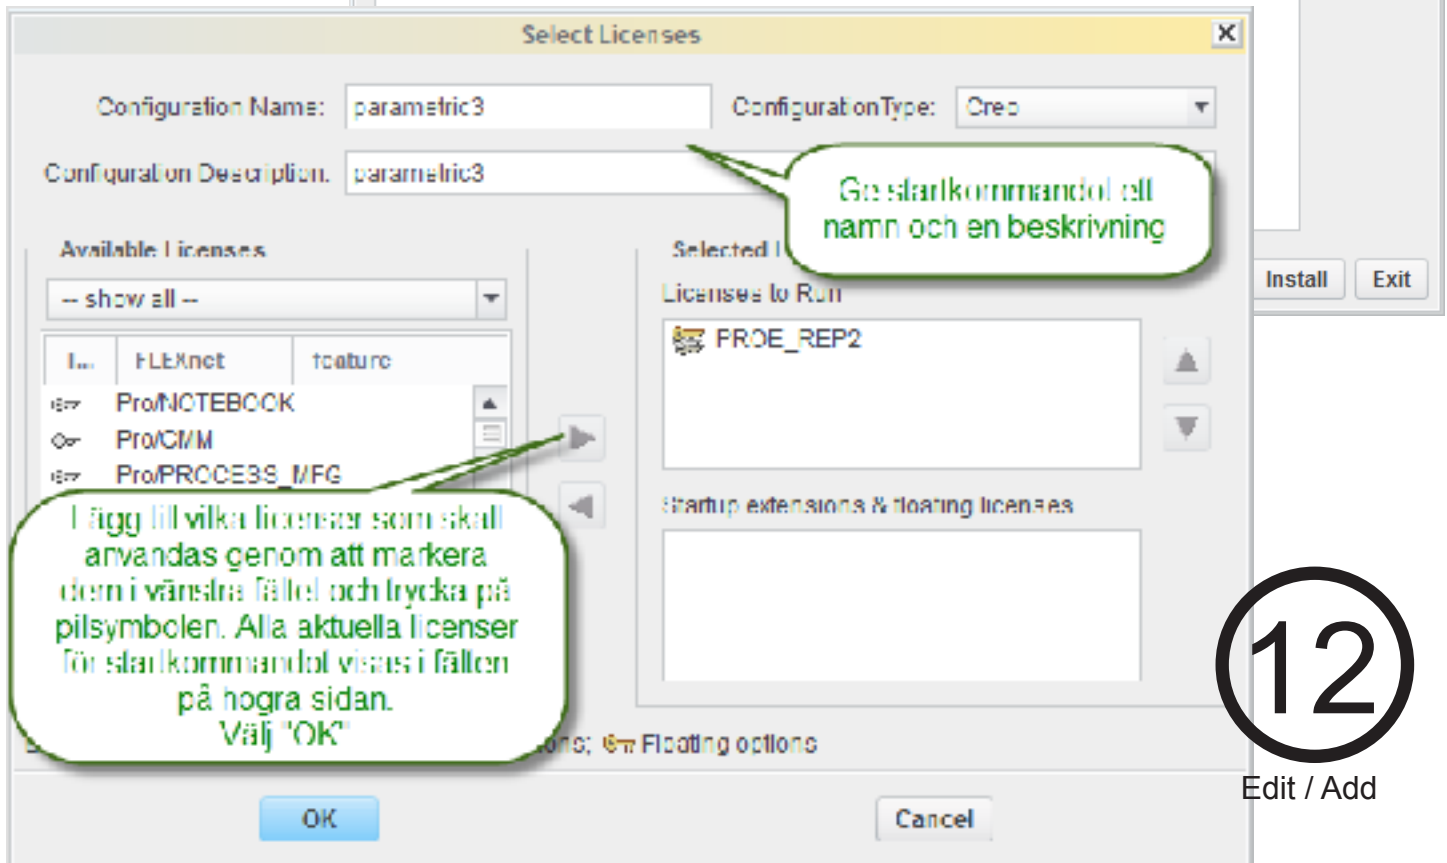 Select Licenses
Configuration Name: parametric3 ConfigurationType: Creo
Configuration Description: parametric3
Ge startkommandot ett
namn och en beskrivning
Available Licenses
Selected
-- show all --
Licenses to Run
Install Exit
PROE_REP2
FLEXnet feature
Pro/NOTEBOOK
Pro/CMM
Pro/PROCESS_MFG
Startup extensions & floating licenses
Lägg till vilka licenser som skall
användas genom att markera
dem i vänstra fältet och trycka på
pilsymbolen. Alla aktuella licenser
för startkommandot visas i fälten
på högra sidan.
Välj "OK"
Floating options
12
Edit / Add
OK Cancel